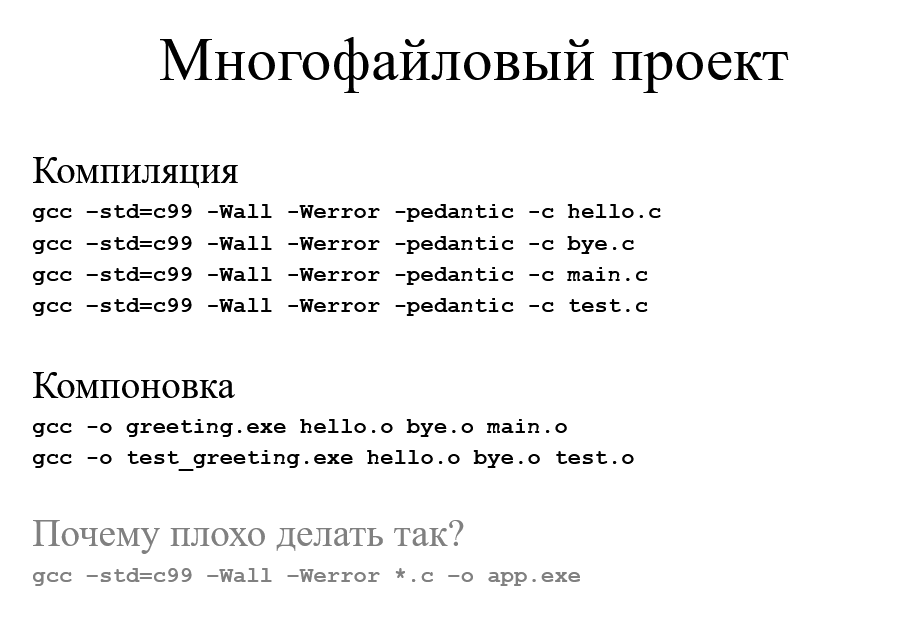 Многофайловый проект
Компиляция
gcc –std=c99 -Wall -Werror -pedantic -c hello.c
gcc –std=c99 -Wall -Werror -pedantic -c bye.c
gcc –std=c99 -Wall -Werror -pedantic -c main.c
gcc –std=c99 -Wall -Werror -pedantic -c test.c
Компоновка
gcc -o greeting.exe hello.o bye.o main.o
gcc -o test_greeting.exe hello.o bye.o test.o
Почему плохо делать так?
gcc –std=c99 –Wall –Werror *.c –o app.exe